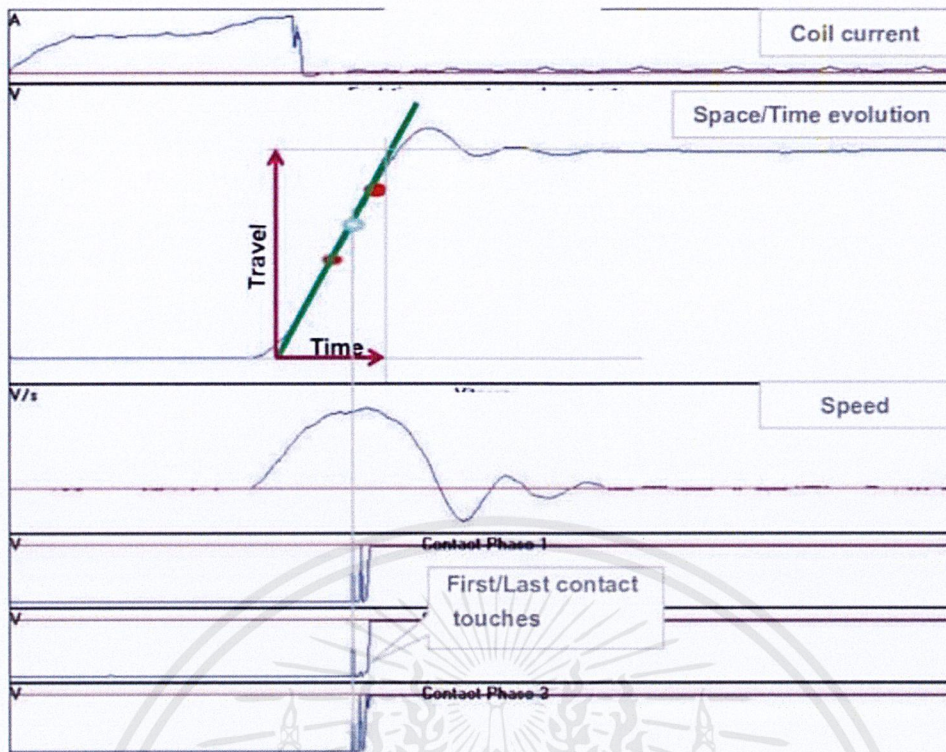 A
Coil current
V
Space/Time evolution
Travel
Time
V/s
Speed
V
Contact Phase 1
First/Last contact
touches
V
V
Contact Phase 3